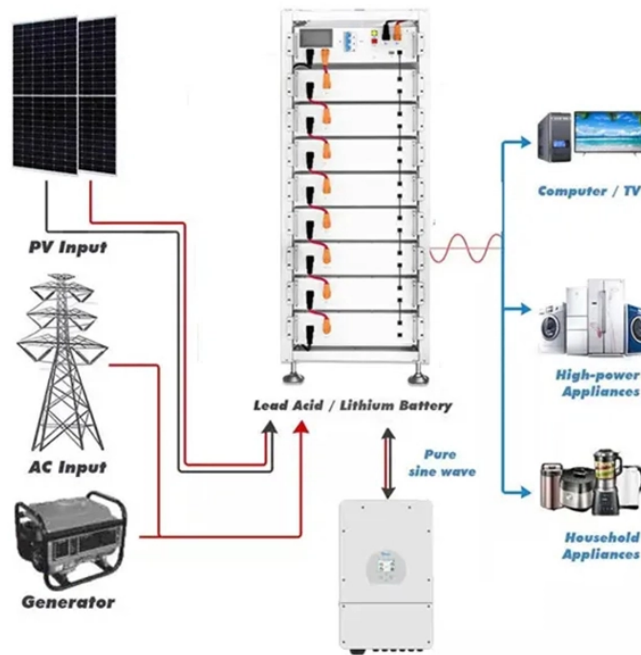 PV Input
Computer / TV
AC Input
High-power
Appliances
Lead Acid / Lithium Battery
Pure
sine wave
Generator
Household
Appliances